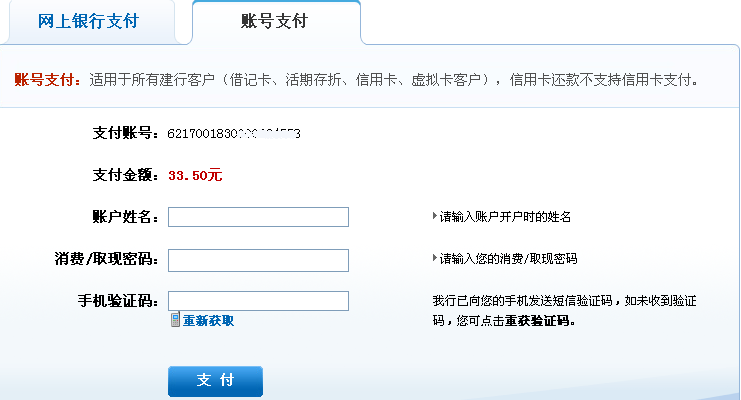 网上银行支付 账号支付
账号支付：适用于所有建行客户（借记卡、活期存折、信用卡、虚拟卡客户），信用卡还款不支持信用卡支付。
支付账号：
支付金额：33.50元
账户姓名： 请输入账户开户时的姓名
消费/取现密码： 请输入您的消费/取现密码
手机验证码： 我行已向您的手机发送短信验证码，如未收到验证
码，您可点击重获验证码。
重新获取
支 付